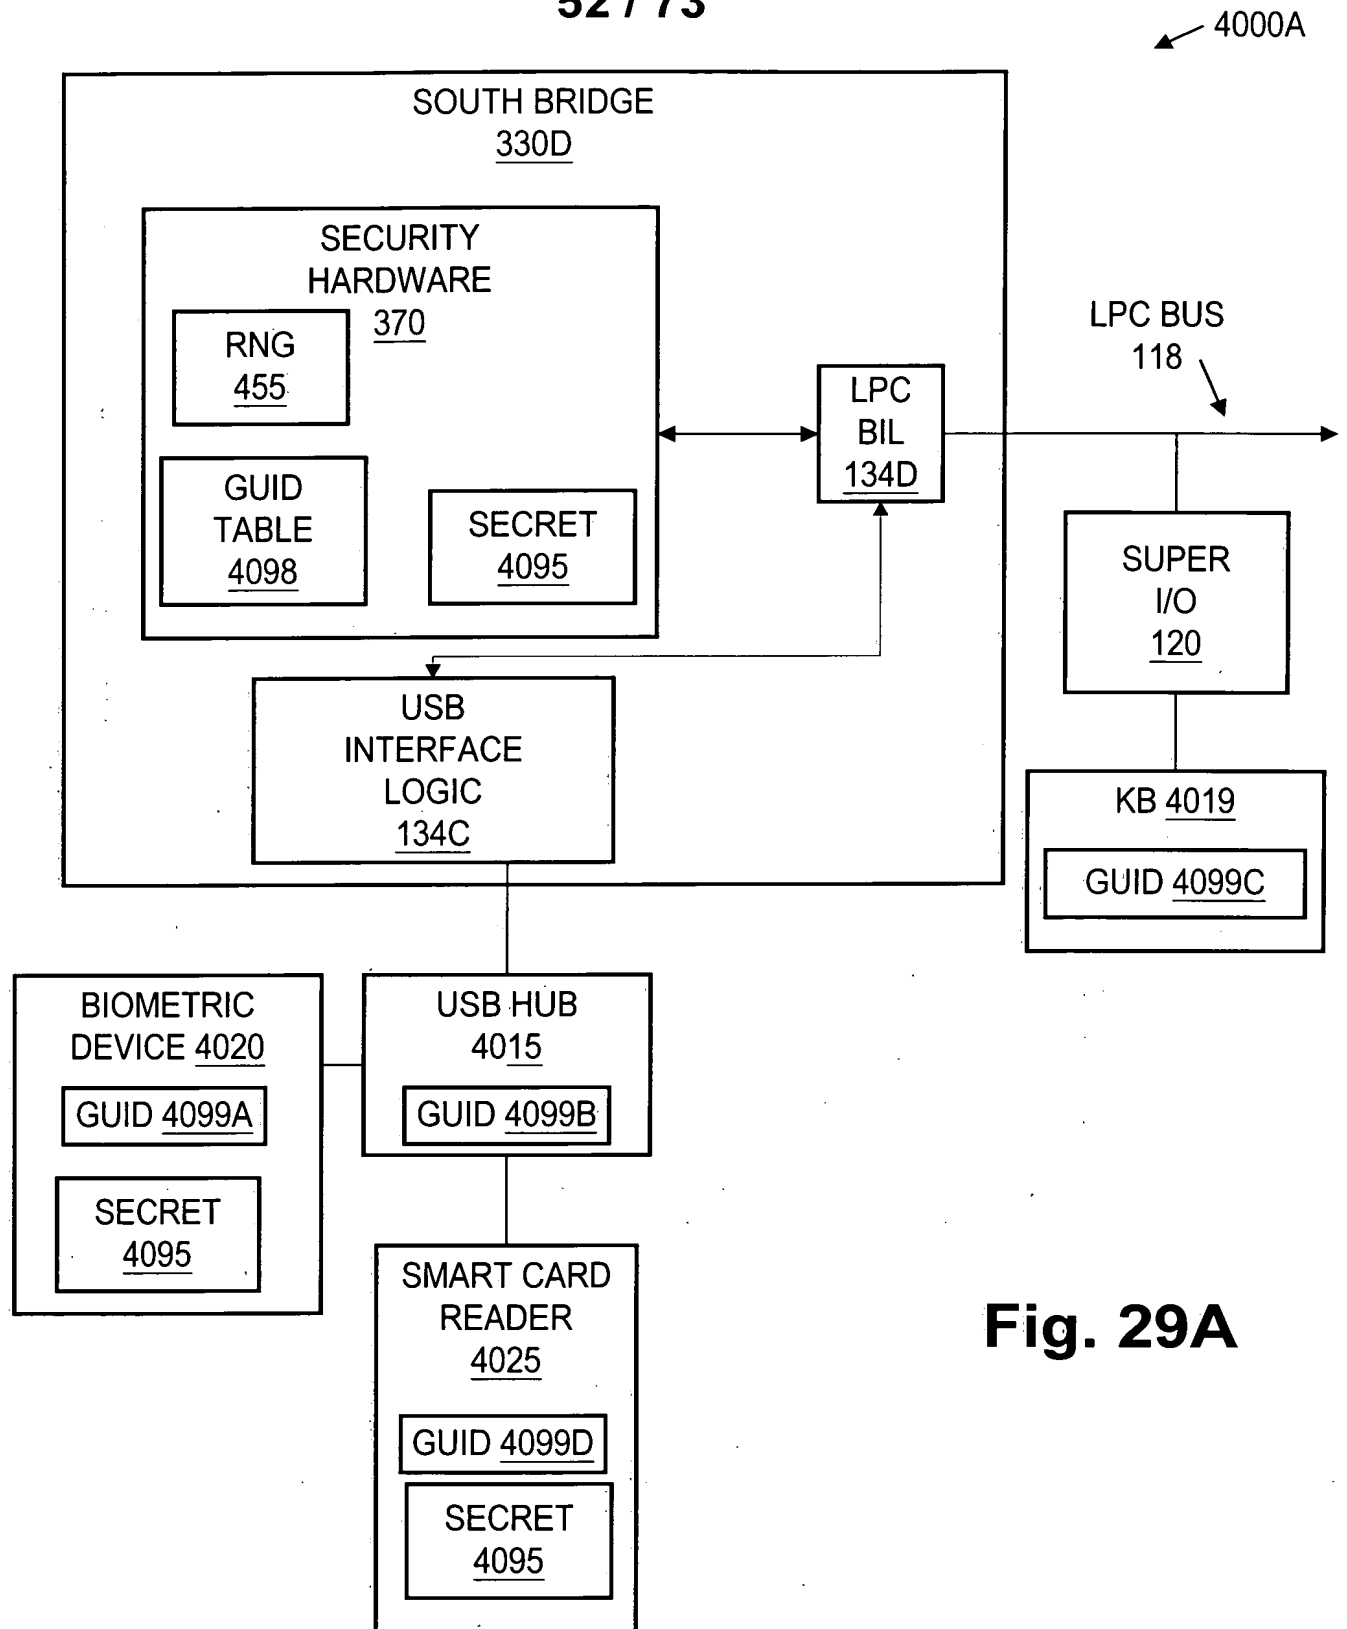 52 / 73
4000A
SOUTH BRIDGE
330D
SECURITY
HARDWARE
370
RNG
455
GUID
TABLE
4098
SECRET
4095
LPC
BIL
134D
LPC BUS
118
SUPER
I/O
120
USB
INTERFACE
LOGIC
134C
KB 4019
GUID 4099C
BIOMETRIC
DEVICE 4020
GUID 4099A
SECRET
4095
USB HUB
4015
GUID 4099B
SMART CARD
READER
4025
GUID 4099D
SECRET
4095
Fig. 29A